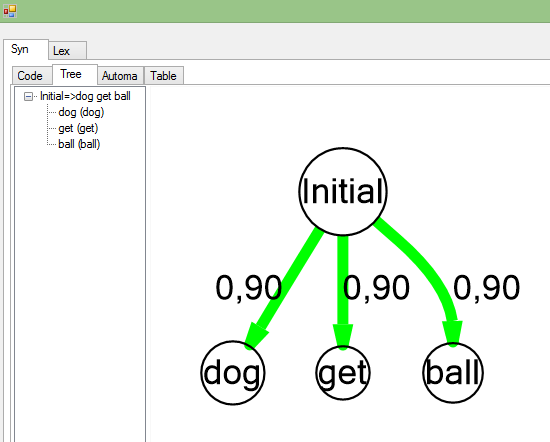 Syn Lex
Code Tree Automa Table
Initial=>dog get ball
dog (dog)
get (get)
ball (ball)
Initial
0,90 0,90 0,90
dog get ball